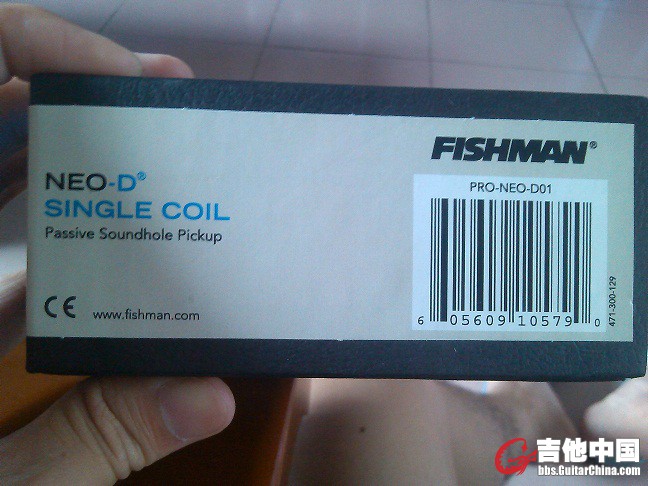 FISHMAN®
NEO-D®
SINGLE COIL
Passive Soundhole Pickup
CE www.fishman.com
PRO-NEO-D01
6 05609 10579 0
471-300-129
吉他中国
bbs.GuitarChina.com